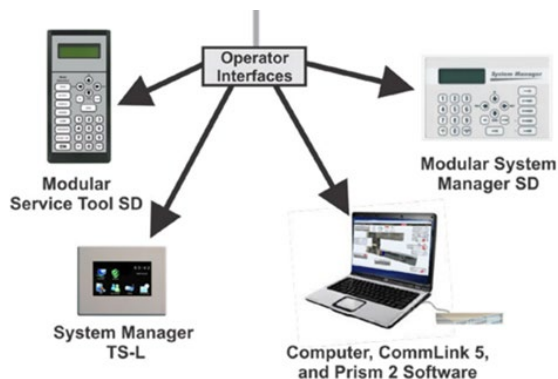 Operator
Interfaces
System Manager
Modular
Service Tool SD
Modular System
Manager SD
System Manager
TS-L
Computer, CommLink 5,
and Prism 2 Software